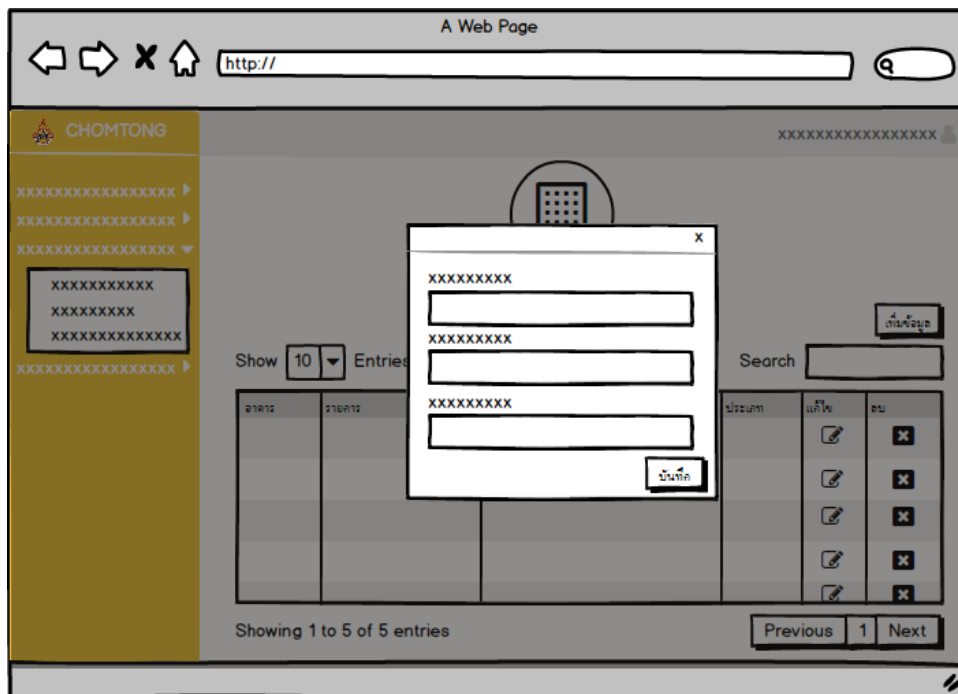 A Web Page
http://
CHOMTONG
xxxxxxxxxxxxxxxxx
xxxxxxxxxxxxxxxxx
xxxxxxxxxxxxxxxxx
xxxxxxxxxxxxxxxxx
xxxxxxxxxxx
xxxxxxxxx
xxxxxxxxxxxxxx
xxxxxxxxxxxxxxxxx
x
xxxxxxxxx
xxxxxxxxx
xxxxxxxxx
บันทึก
เพิ่มข้อมูล
Show 10 Entries
Search
อาคาร รายการ ประเภท แก้ไข ลบ
Showing 1 to 5 of 5 entries
Previous 1 Next